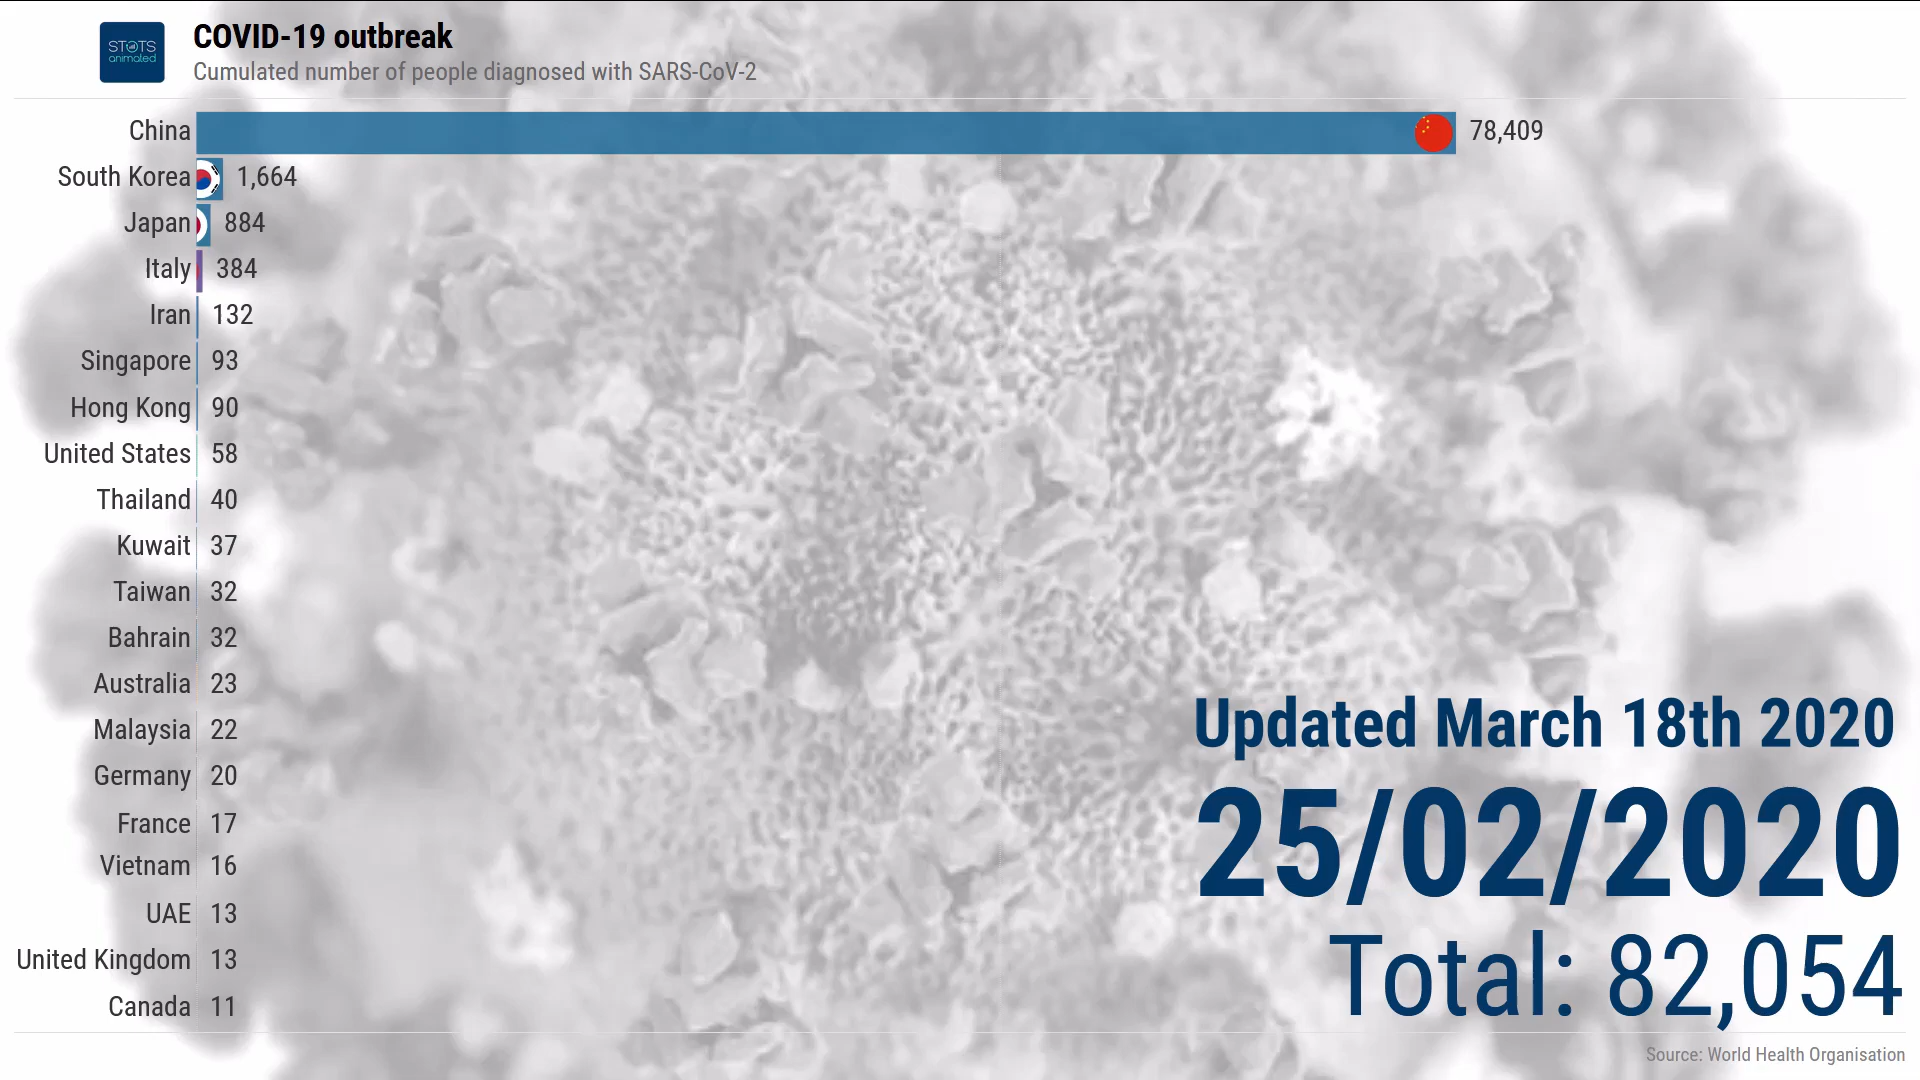 STATS
animated
COVID-19 outbreak
Cumulated number of people diagnosed with SARS-CoV-2
China 78,409
South Korea 1,664
Japan 884
Italy 384
Iran 132
Singapore 93
Hong Kong 90
United States 58
Thailand 40
Kuwait 37
Taiwan 32
Bahrain 32
Australia 23
Malaysia 22
Germany 20
France 17
Vietnam 16
UAE 13
United Kingdom 13
Canada 11
Updated March 18th 2020
25/02/2020
Total: 82,054
Source: World Health Organisation